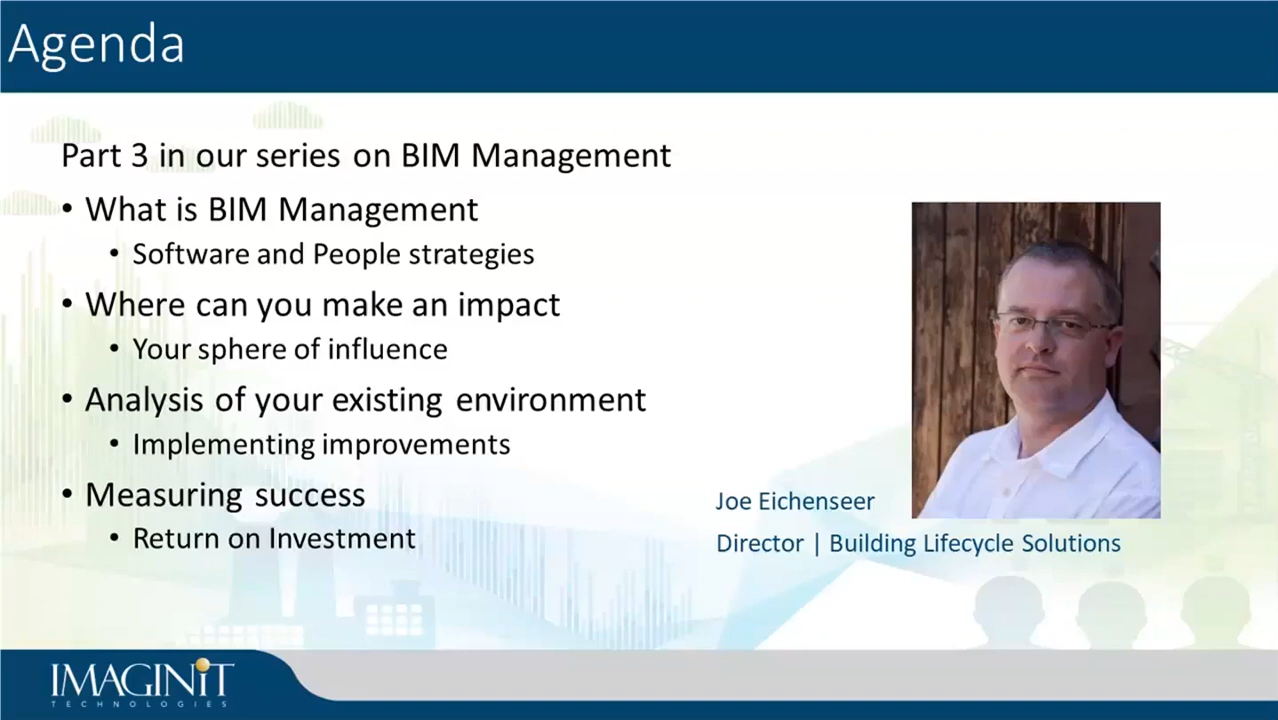 Agenda
Part 3 in our series on BIM Management
• What is BIM Management
• Software and People strategies
• Where can you make an impact
• Your sphere of influence
• Analysis of your existing environment
• Implementing improvements
• Measuring success
• Return on Investment
Joe Eichenseer
Director | Building Lifecycle Solutions
IMAGINiT
TECHNOLOGIES